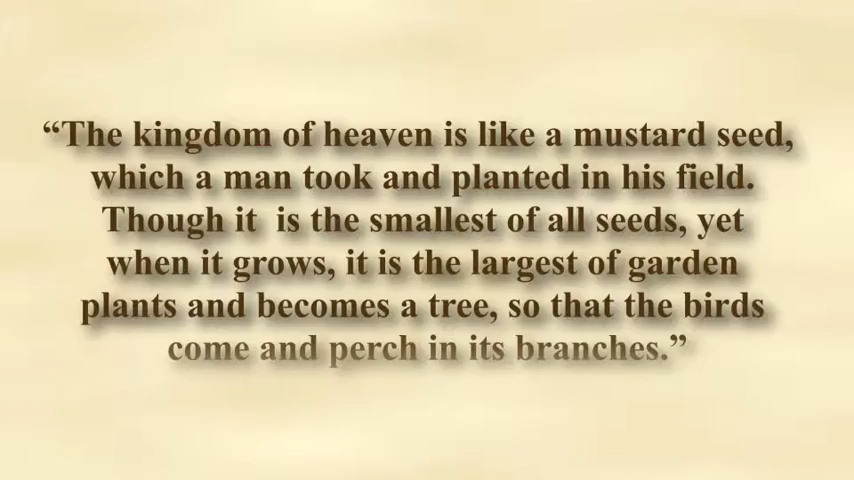 “The kingdom of heaven is like a mustard seed,
which a man took and planted in his field.
Though it  is the smallest of all seeds, yet
when it grows, it is the largest of garden
plants and becomes a tree, so that the birds
come and perch in its branches.”